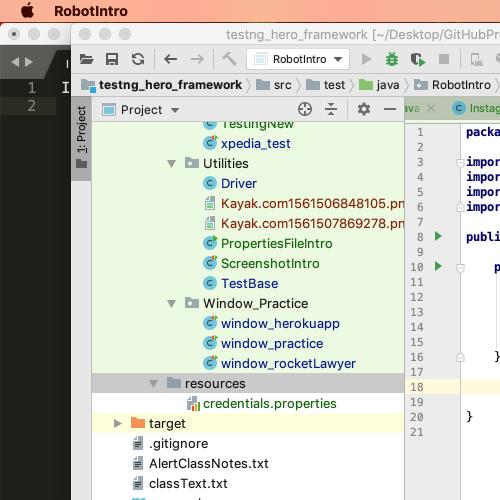 RobotIntro
testng_hero_framework [~/Desktop/GitHubPr
RobotIntro
testng_hero_framework
src
test
java
RobotIntro
1
2
I
1: Project
Project
ava
Instag
TestingNew
xpedia_test
Utilities
Driver
Kayak.com1561506848105.pn
Kayak.com1561507869278.pn
PropertiesFileIntro
ScreenshotIntro
TestBase
Window_Practice
window_herokuapp
window_practice
window_rocketLawyer
resources
credentials.properties
target
.gitignore
AlertClassNotes.txt
classText.txt
1 packa
2
3 impor
4 impor
5 impor
6 impor
7
8 publi
9
10 p
11
12
13
14
15
16 }
17
18
19
20 }
21